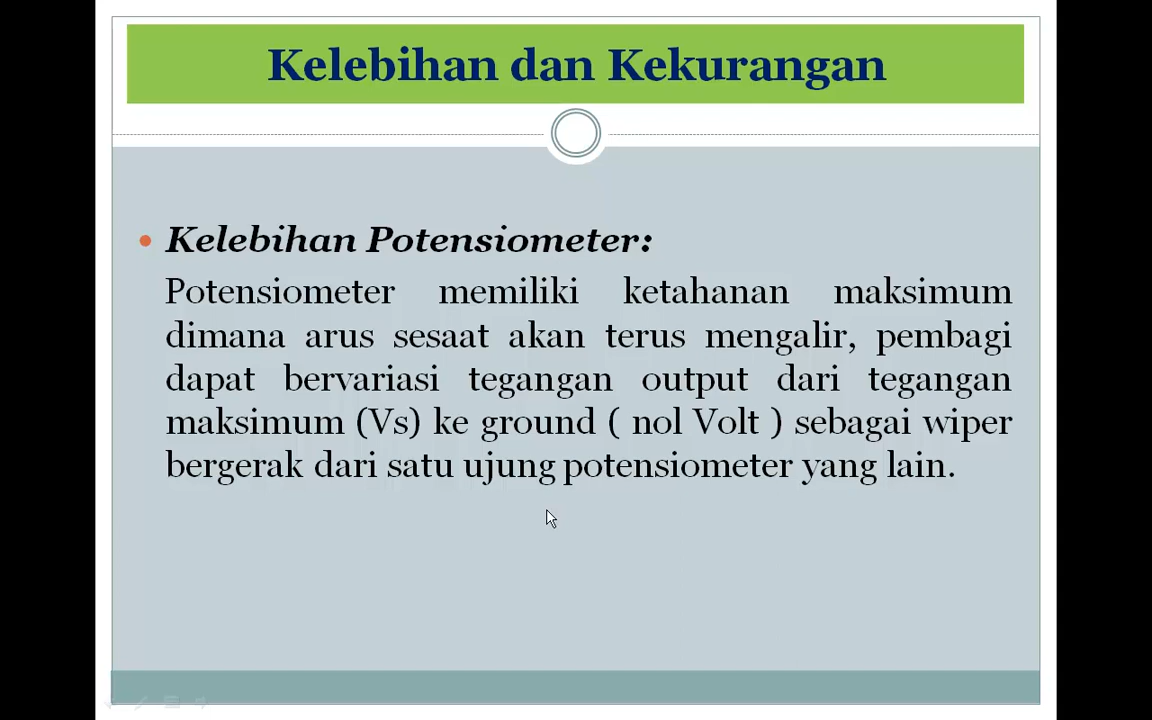 Kelebihan dan Kekurangan
Kelebihan Potensiometer:
Potensiometer memiliki ketahanan maksimum
dimana arus sesaat akan terus mengalir, pembagi
dapat bervariasi tegangan output dari tegangan
maksimum (Vs) ke ground ( nol Volt ) sebagai wiper
bergerak dari satu ujung potensiometer yang lain.